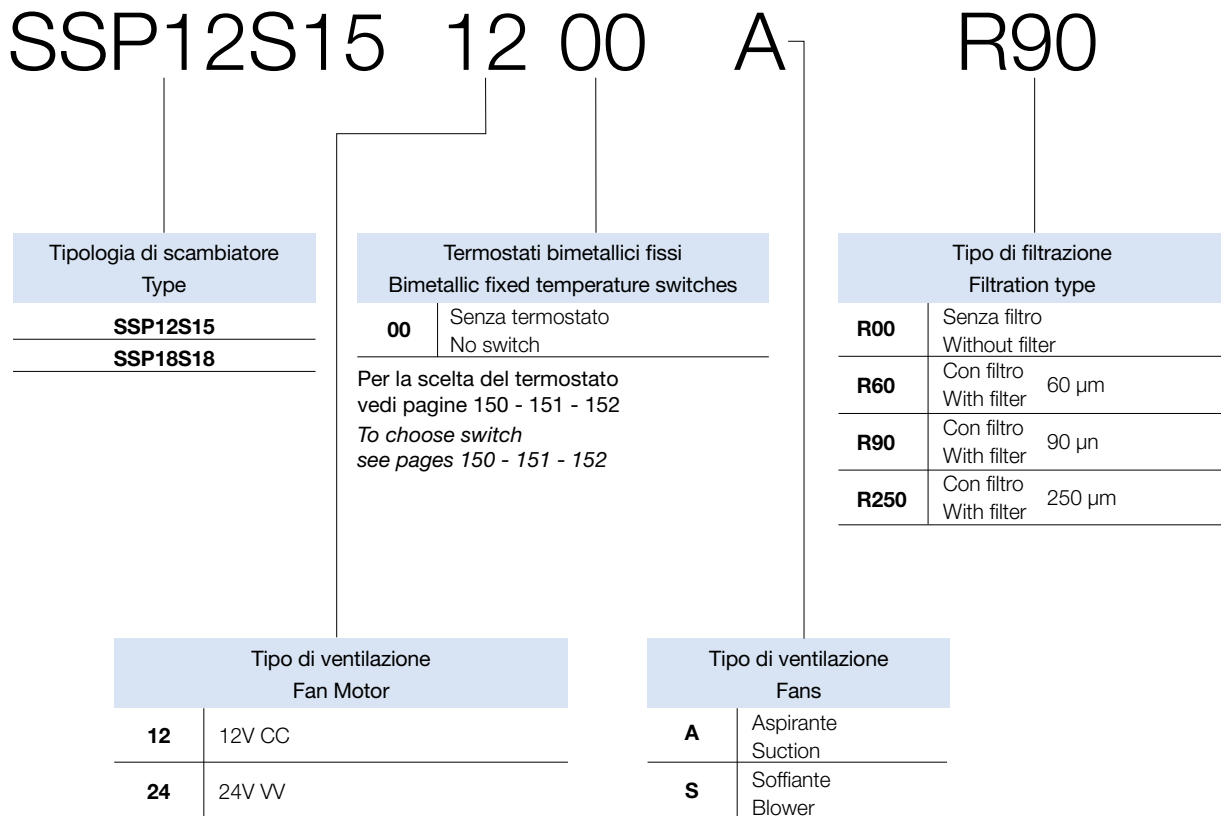 SSP12S15 12 00 A R90
Tipologia di scambiatore
Type
SSP12S15
SSP18S18
Termostati bimetallici fissi
Bimetallic fixed temperature switches
00 Senza termostato
No switch
Per la scelta del termostato
vedi pagine 150 - 151 - 152
To choose switch
see pages 150 - 151 - 152
Tipo di filtrazione
Filtration type
R00 Senza filtro
Without filter
R60 Con filtro 60 µm
With filter
R90 Con filtro 90 µn
With filter
R250 Con filtro 250 µm
With filter
Tipo di ventilazione
Fan Motor
12 12V CC
24 24V VV
Tipo di ventilazione
Fans
A Aspirante
Suction
S Soffiante
Blower